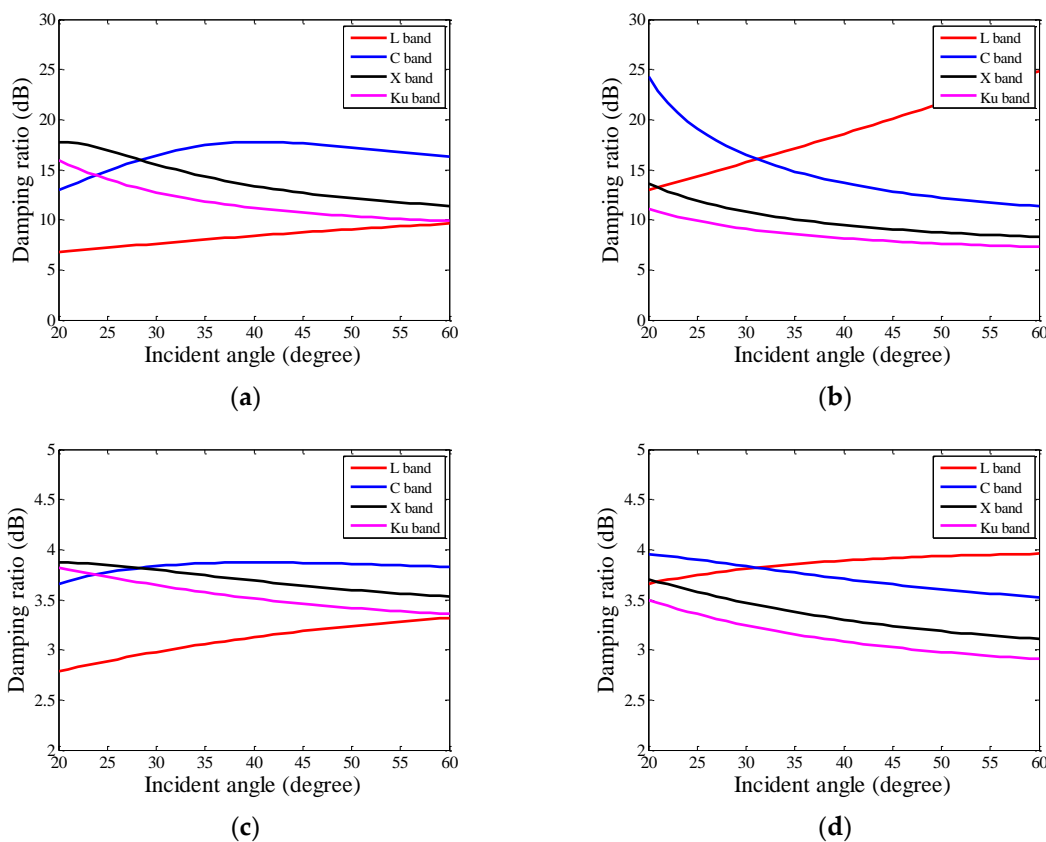 30
25
20
15
10
5
0
Damping ratio (dB)
L band
C band
X band
Ku band
20 25 30 35 40 45 50 55 60
Incident angle (degree)
(a)
30
25
20
15
10
5
0
Damping ratio (dB)
L band
C band
X band
Ku band
20 25 30 35 40 45 50 55 60
Incident angle (degree)
(b)
5
4.5
4
3.5
3
2.5
2
Damping ratio (dB)
L band
C band
X band
Ku band
20 25 30 35 40 45 50 55 60
Incident angle (degree)
(c)
5
4.5
4
3.5
3
2.5
2
Damping ratio (dB)
L band
C band
X band
Ku band
20 25 30 35 40 45 50 55 60
Incident angle (degree)
(d)